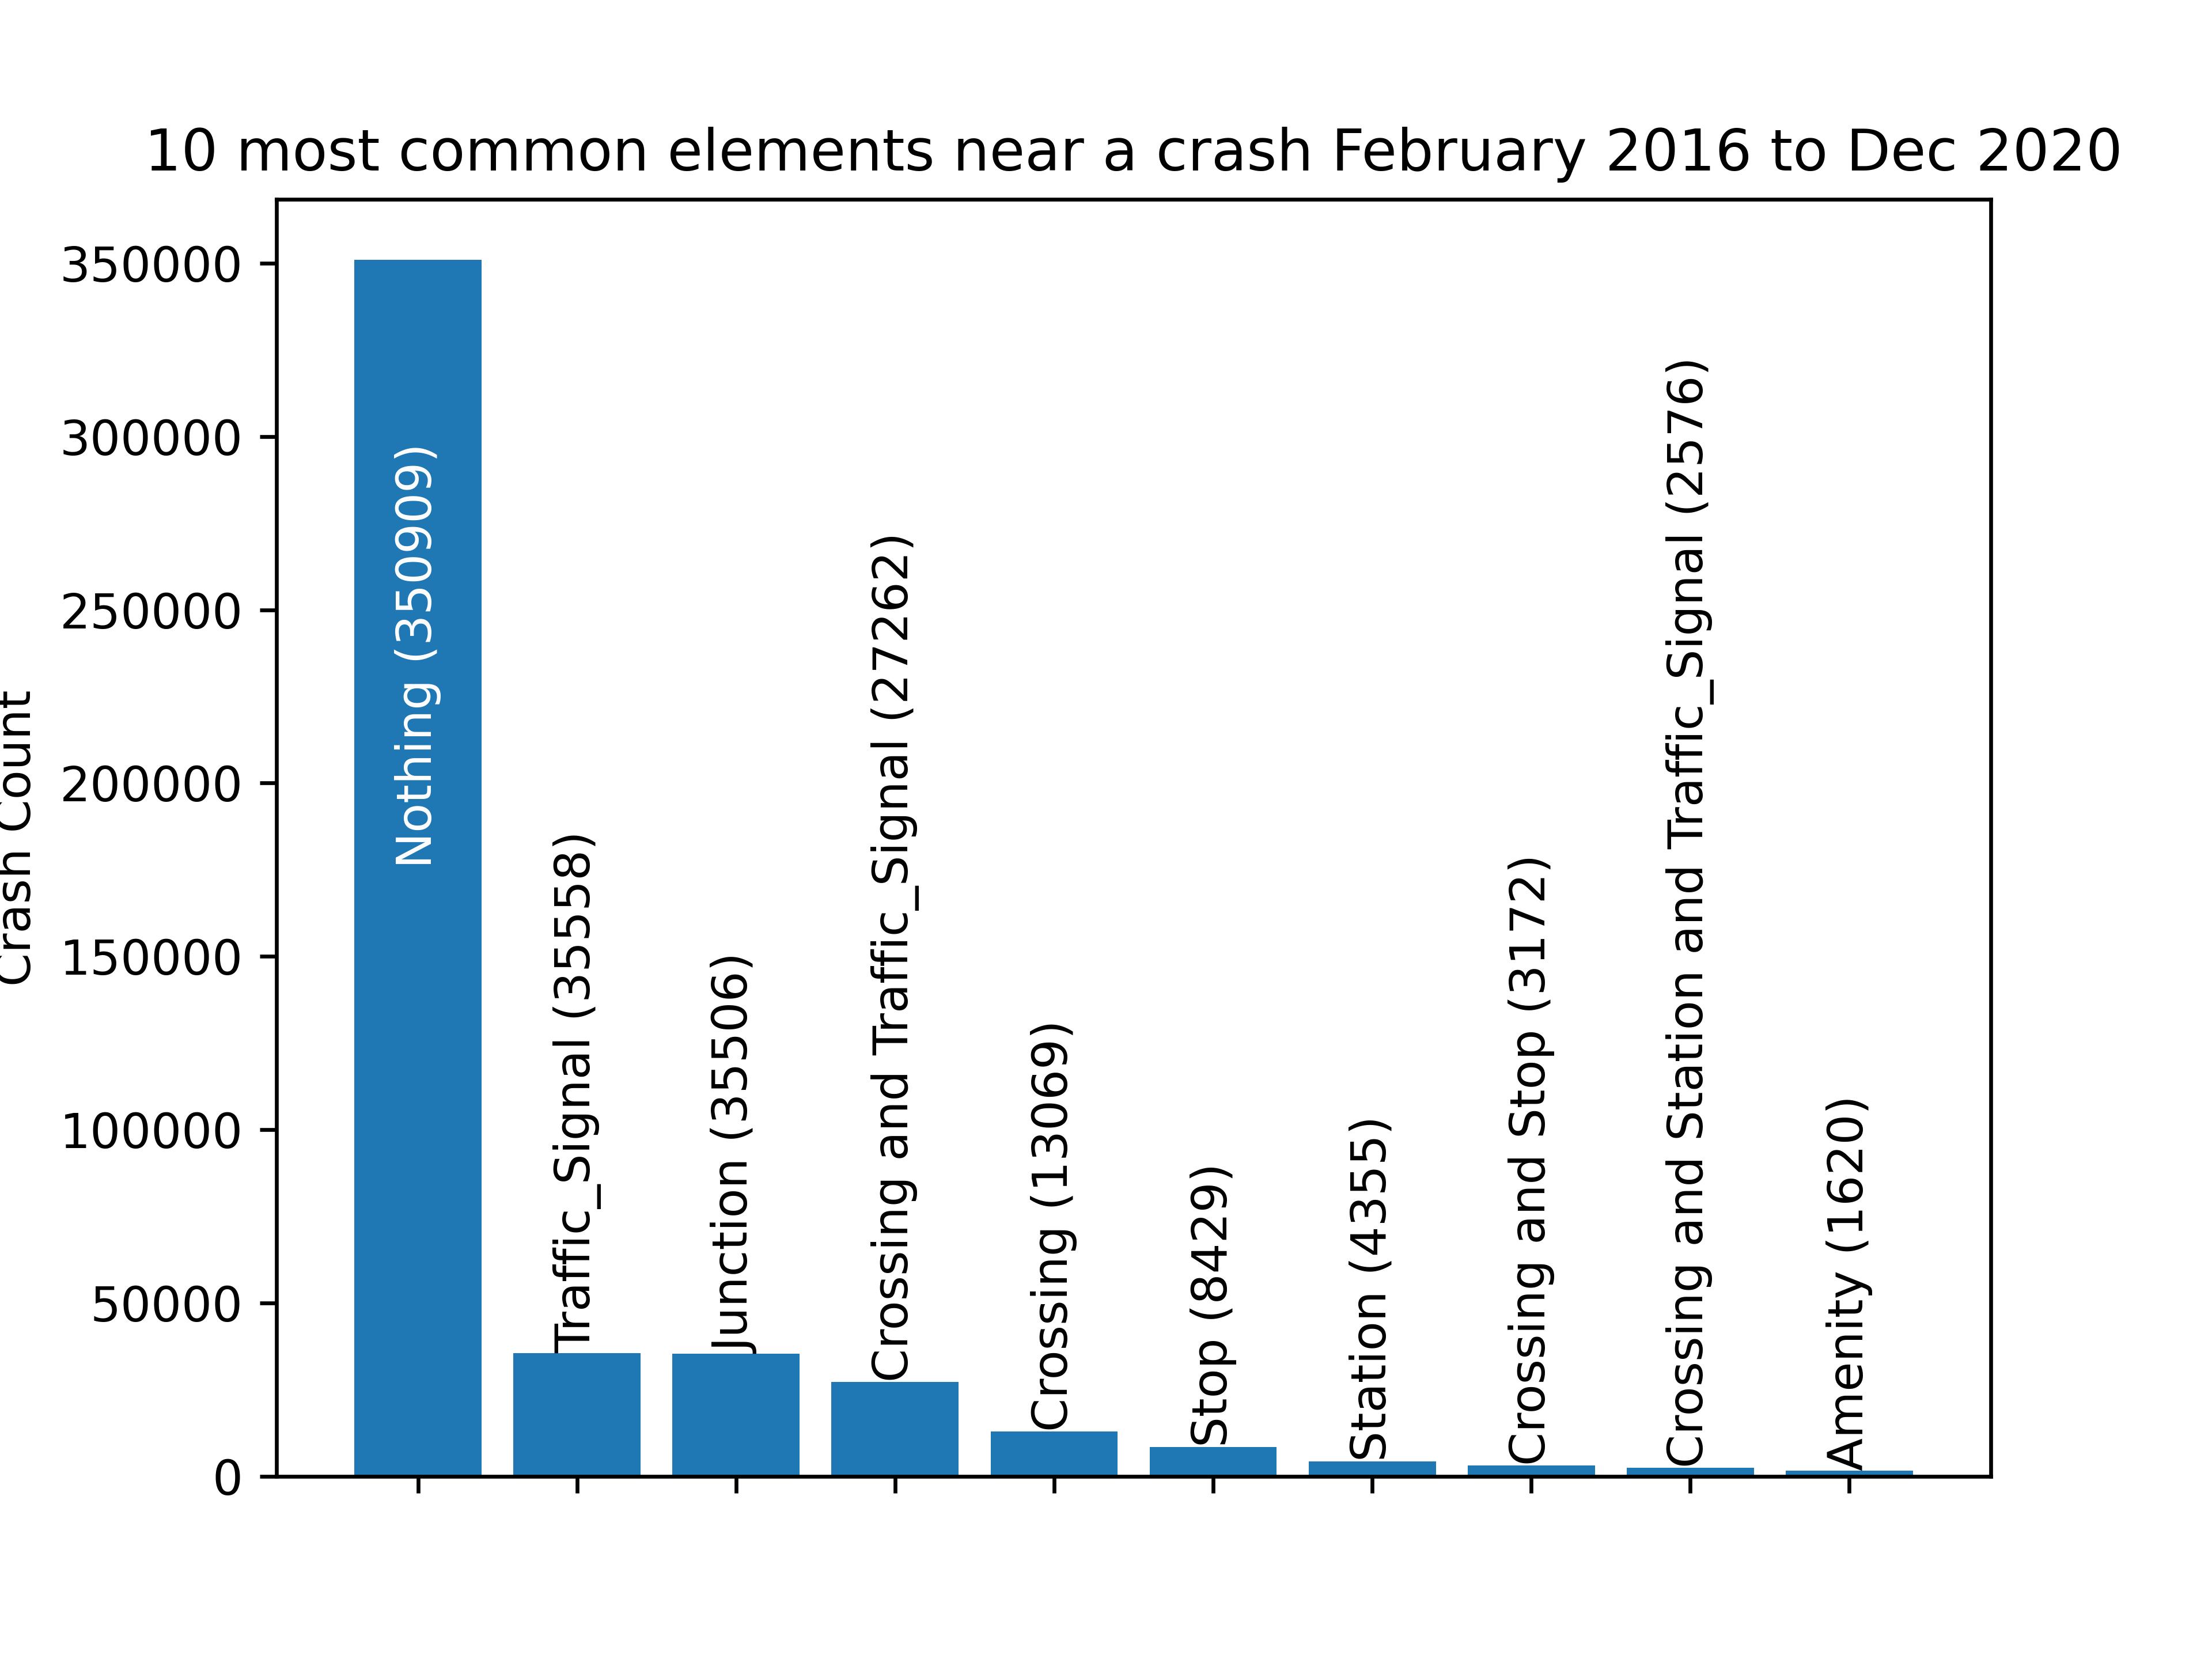 10 most common elements near a crash February 2016 to Dec 2020
Crash Count
350000
300000
250000
200000
150000
100000
50000
0
Nothing (350909)
Traffic_Signal (35558)
Junction (35506)
Crossing and Traffic_Signal (27262)
Crossing (13069)
Stop (8429)
Station (4355)
Crossing and Stop (3172)
Crossing and Station and Traffic_Signal (2576)
Amenity (1620)